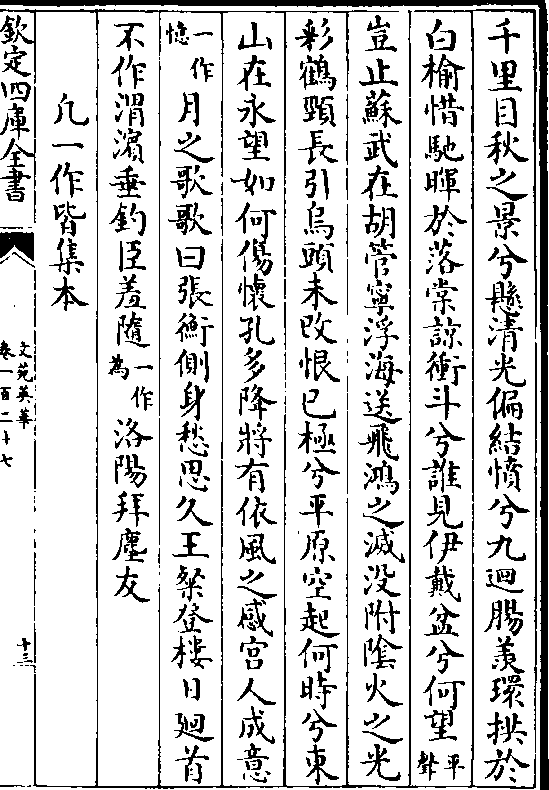 千里目秋之景兮懸清光偏結憤兮九迴腸羨環拱於
白榆惜馳暉於落棠諒衝斗兮誰見伊戴盆兮何望平聲
豈止蘇武在胡管寧浮海送飛鴻之滅没附陰火之光
彩鶴頸長引烏頭未改恨已極兮平原空起何時兮東
山在永望如何傷懷孔多降將有依風之感宮人成意
一作憶月之歌歌曰張衡側身愁思久王粲登樓日廻首
不作渭濵垂釣臣羞隨一作為洛陽拜塵友
凡一作皆集本
欽定四庫全書
文苑英華
卷一百二十七
十三